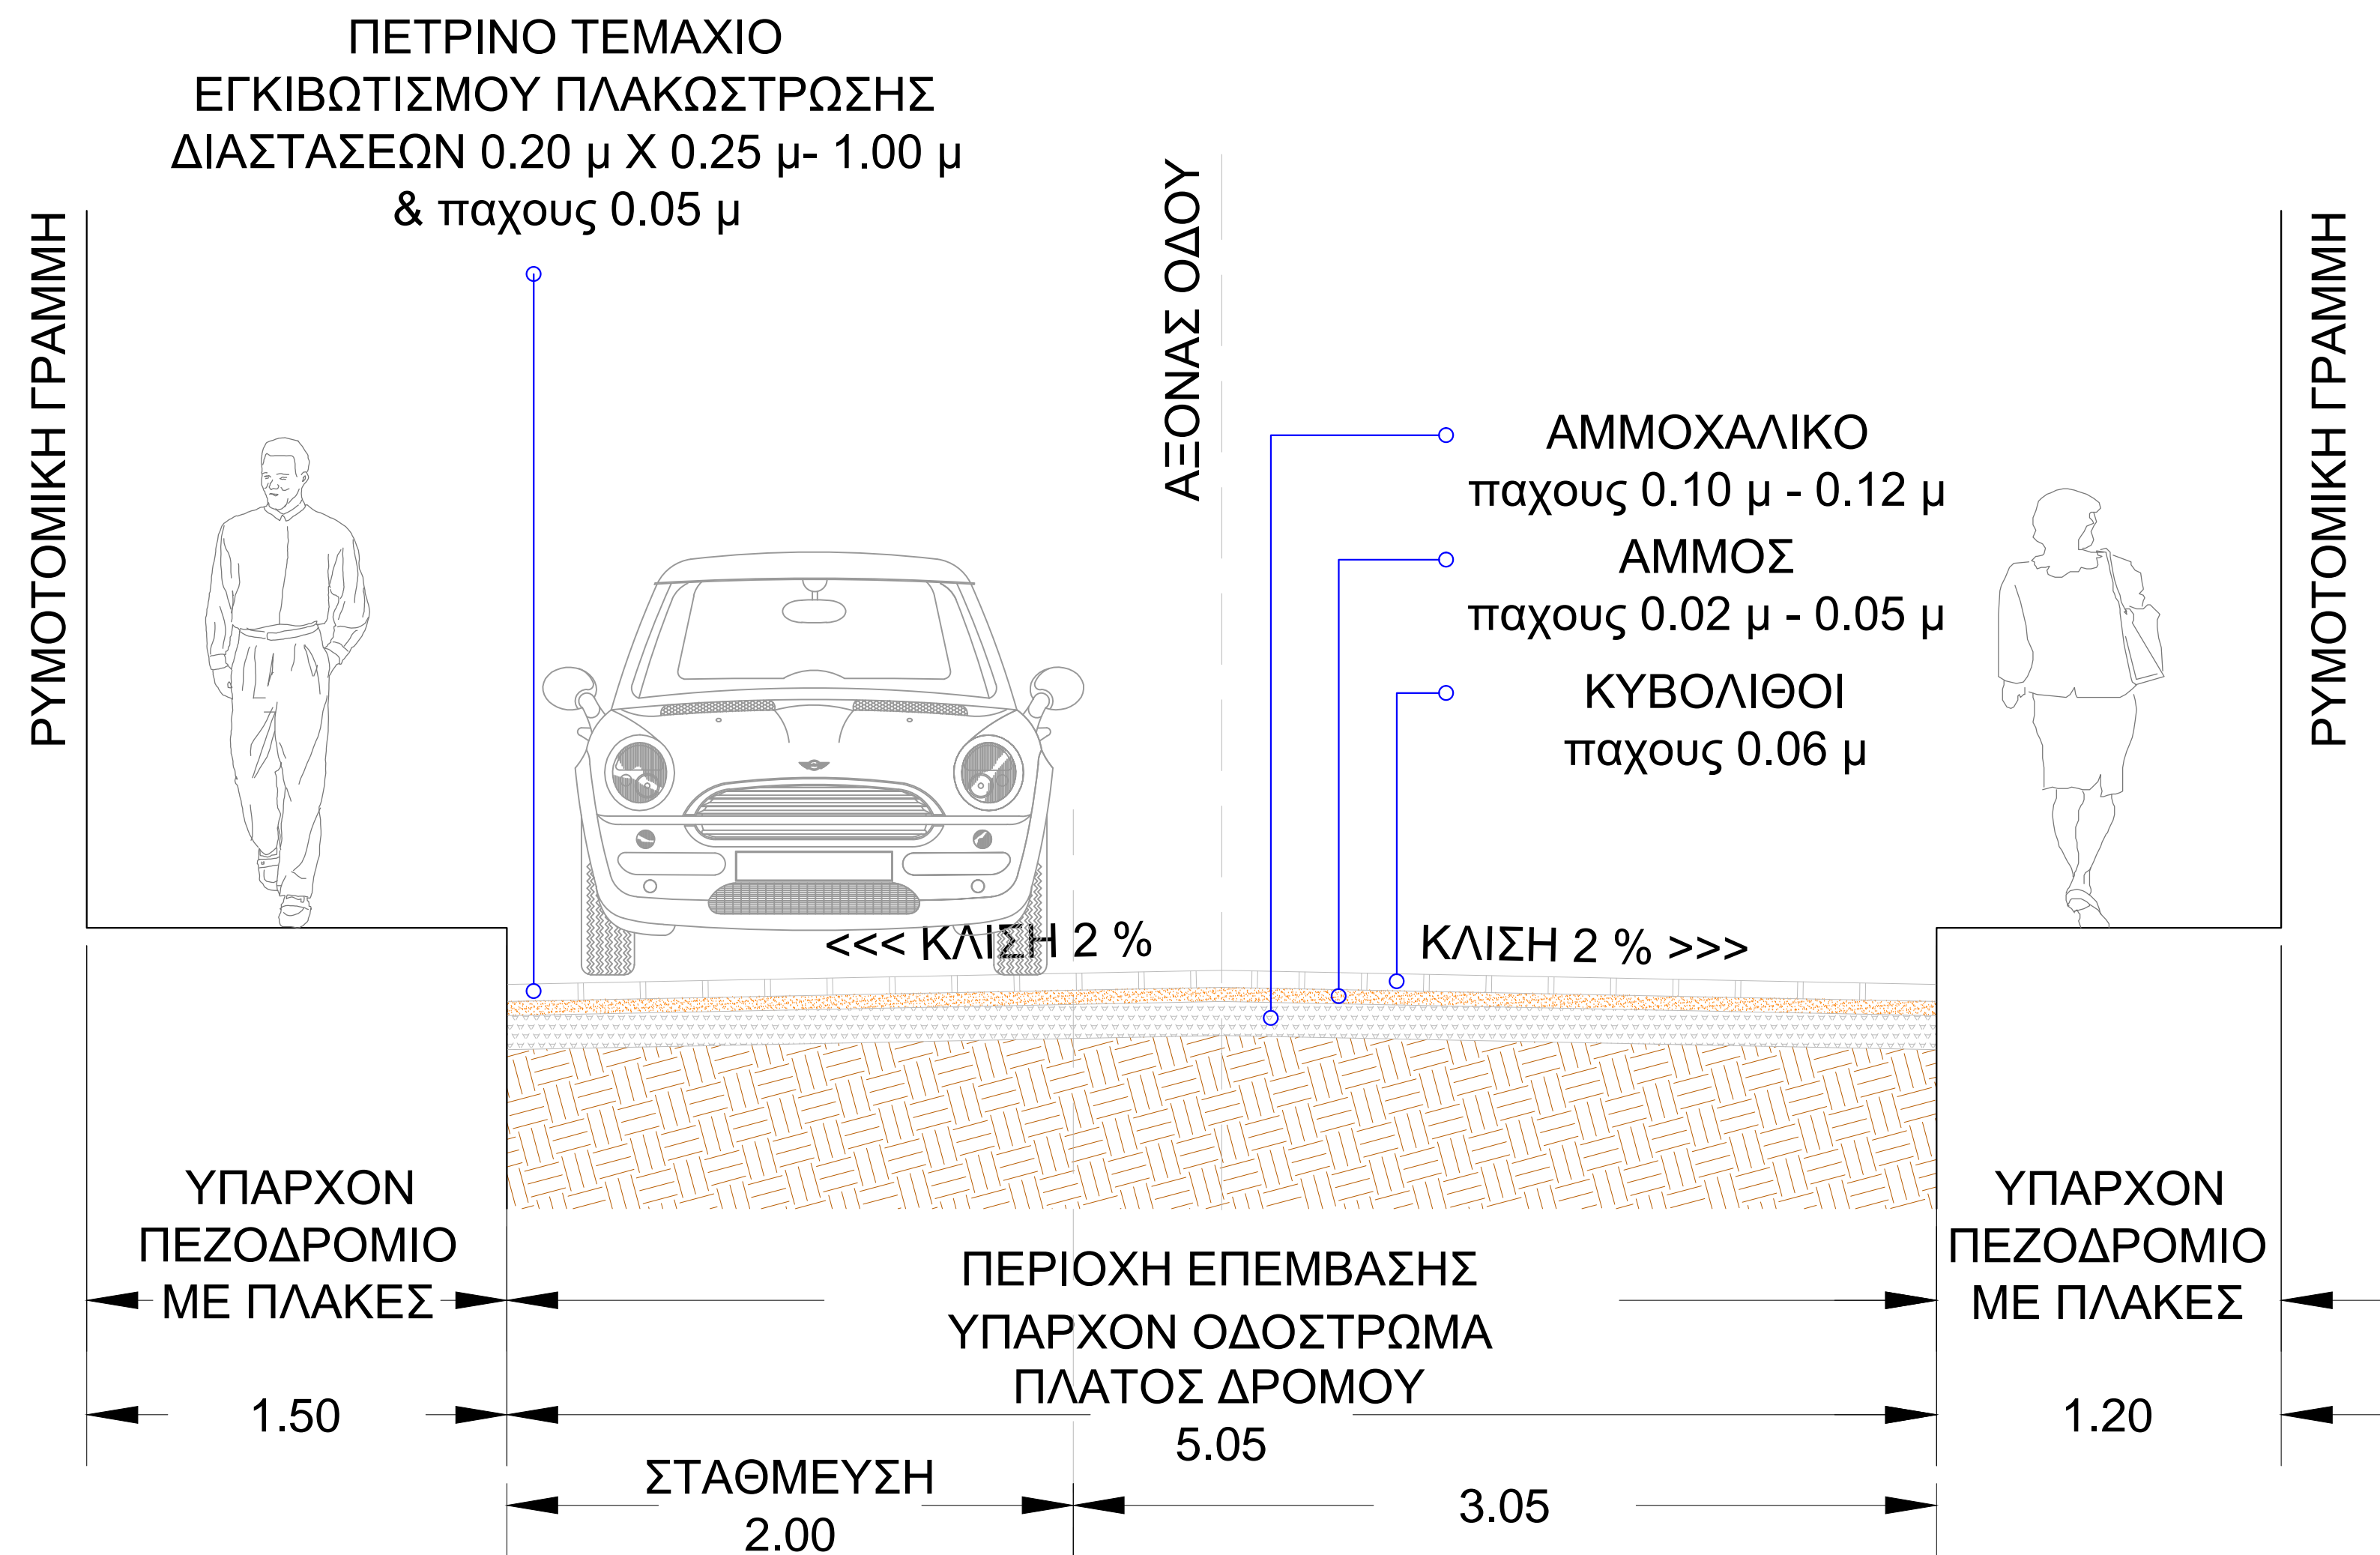 ΠΕΤΡΙΝΟ ΤΕΜΑΧΙΟ
ΕΓΚΙΒΩΤΙΣΜΟΥ ΠΛΑΚΩΣΤΡΩΣΗΣ
ΔΙΑΣΤΑΣΕΩΝ 0.20 μ Χ 0.25 μ- 1.00 μ
& παχους 0.05 μ
ΡΥΜΟΤΟΜΙΚΗ ΓΡΑΜΜΗ
ΑΞΟΝΑΣ ΟΔΟΥ
ΡΥΜΟΤΟΜΙΚΗ ΓΡΑΜΜΗ
ΑΜΜΟΧΑΛΙΚΟ
παχους 0.10 μ - 0.12 μ
ΑΜΜΟΣ
παχους 0.02 μ - 0.05 μ
ΚΥΒΟΛΙΘΟΙ
παχους 0.06 μ
<<< ΚΛΙΣΗ 2 %
ΚΛΙΣΗ 2 % >>>
ΥΠΑΡΧΟΝ
ΠΕΖΟΔΡΟΜΙΟ
ΜΕ ΠΛΑΚΕΣ
1.50
ΠΕΡΙΟΧΗ ΕΠΕΜΒΑΣΗΣ
ΥΠΑΡΧΟΝ ΟΔΟΣΤΡΩΜΑ
ΠΛΑΤΟΣ ΔΡΟΜΟΥ
5.05
ΥΠΑΡΧΟΝ
ΠΕΖΟΔΡΟΜΙΟ
ΜΕ ΠΛΑΚΕΣ
1.20
ΣΤΑΘΜΕΥΣΗ
2.00
3.05